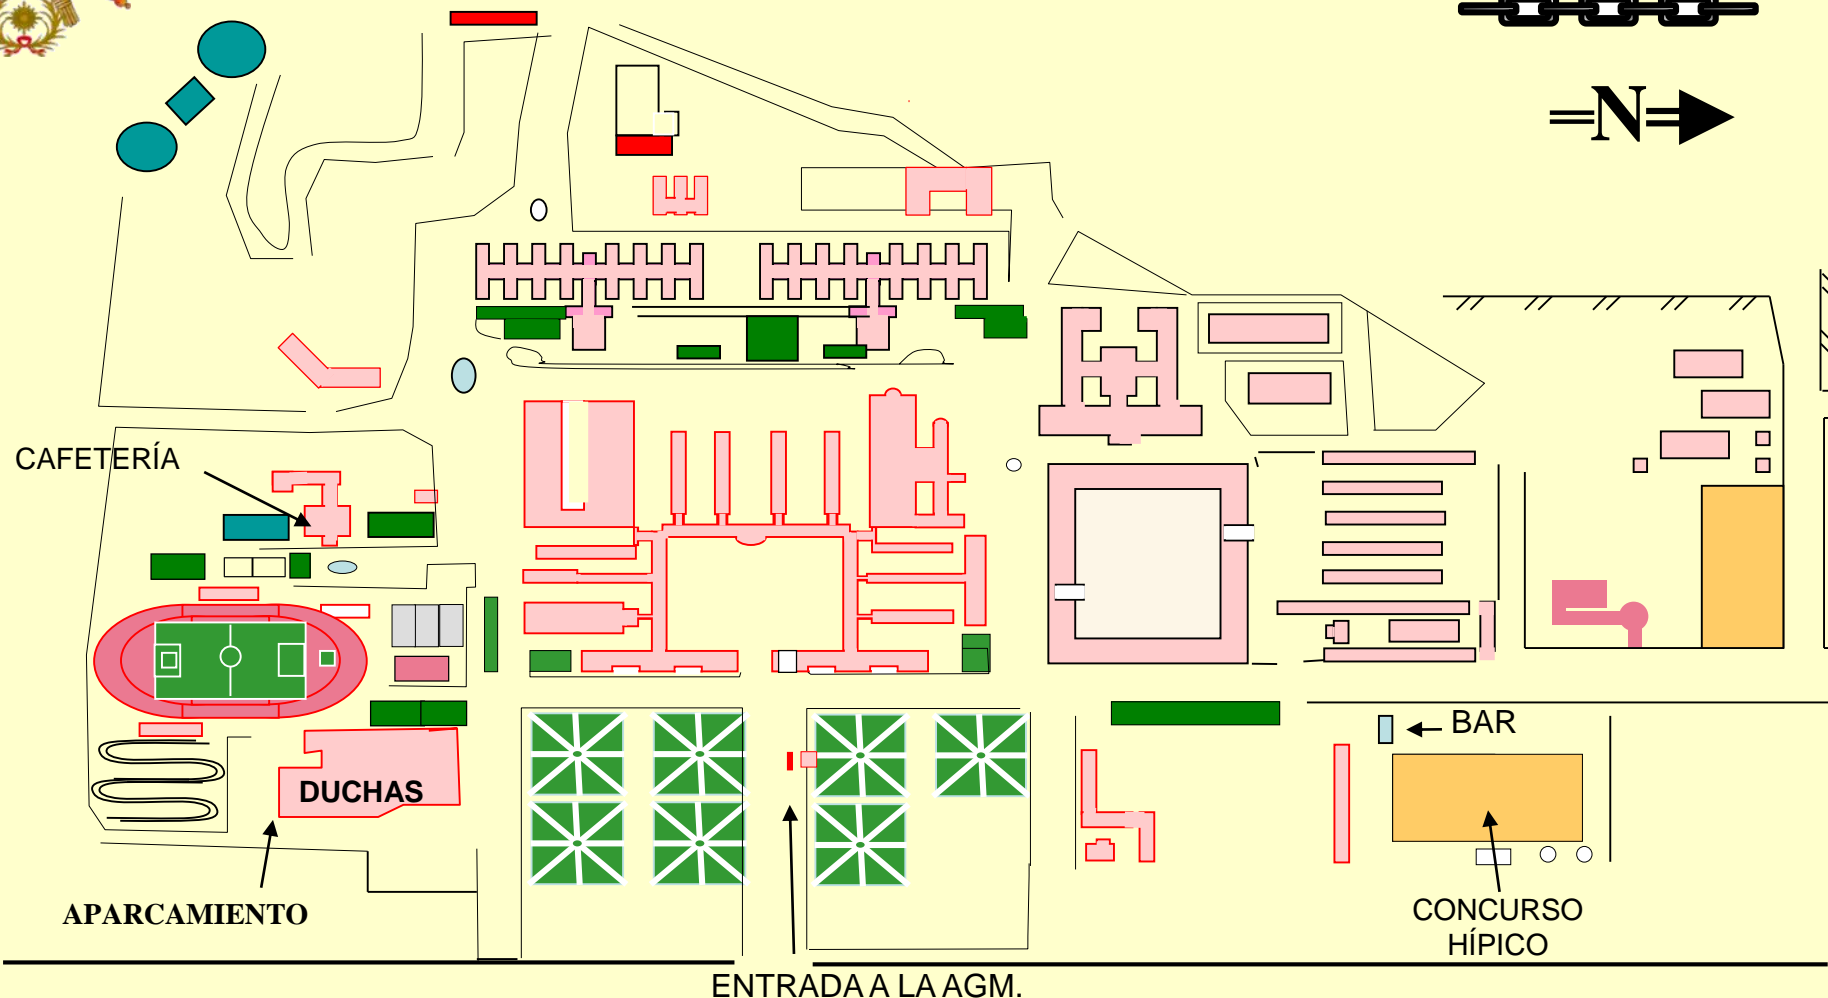 N
CAFETERÍA
BAR
DUCHAS
APARCAMIENTO
CONCURSO
HÍPICO
ENTRADA A LA AGM.